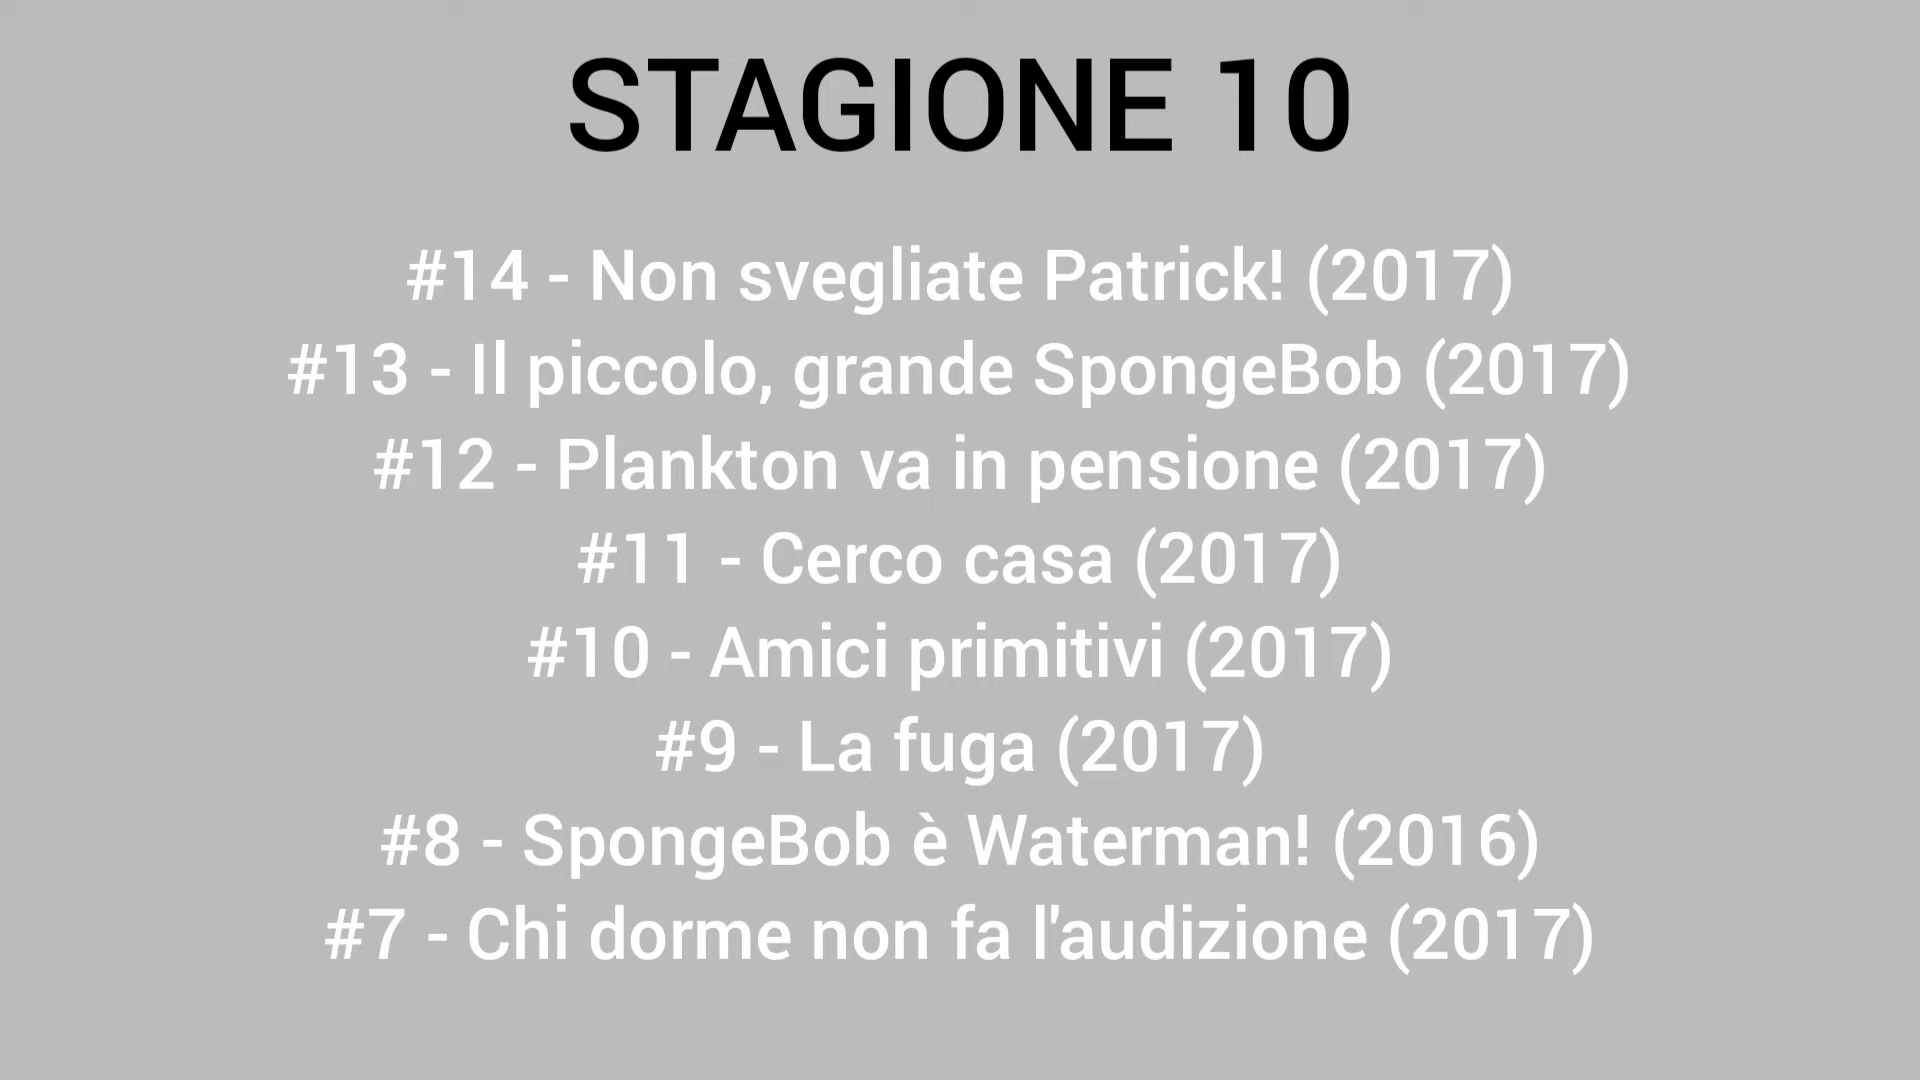 STAGIONE 10
#14 - Non svegliate Patrick! (2017)
#13 - Il piccolo, grande SpongeBob (2017)
#12 - Plankton va in pensione (2017)
#11 - Cerco casa (2017)
#10 - Amici primitivi (2017)
#9 - La fuga (2017)
#8 - SpongeBob è Waterman! (2016)
#7 - Chi dorme non fa l'audizione (2017)